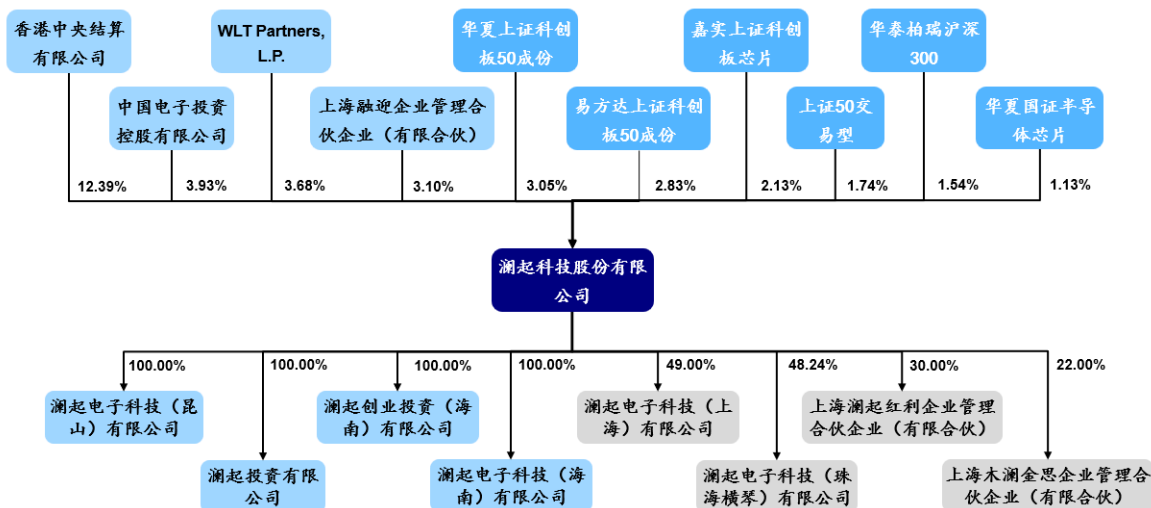 香港中央结算
有限公司
WLT Partners,
L.P.
华夏上证科创
板50成份
嘉实上证科创
板芯片
华泰柏瑞沪深
300
中国电子投资
控股有限公司
上海融迎企业管理合
伙企业（有限合伙）
易方达上证科创
板50成份
上证50交
易型
华夏国证半导
体芯片
12.39%
3.93%
3.68%
3.10%
3.05%
2.83%
2.13%
1.74%
1.54%
1.13%
澜起科技股份有限
公司
100.00%
100.00%
100.00%
100.00%
49.00%
48.24%
30.00%
22.00%
澜起电子科技（昆
山）有限公司
澜起创业投资（海
南）有限公司
澜起电子科技（上
海）有限公司
上海澜起红利企业管理
合伙企业（有限合伙）
澜起投资有限
公司
澜起电子科技（海
南）有限公司
澜起电子科技（珠
海横琴）有限公司
上海木澜金思企业管理合
伙企业（有限合伙）